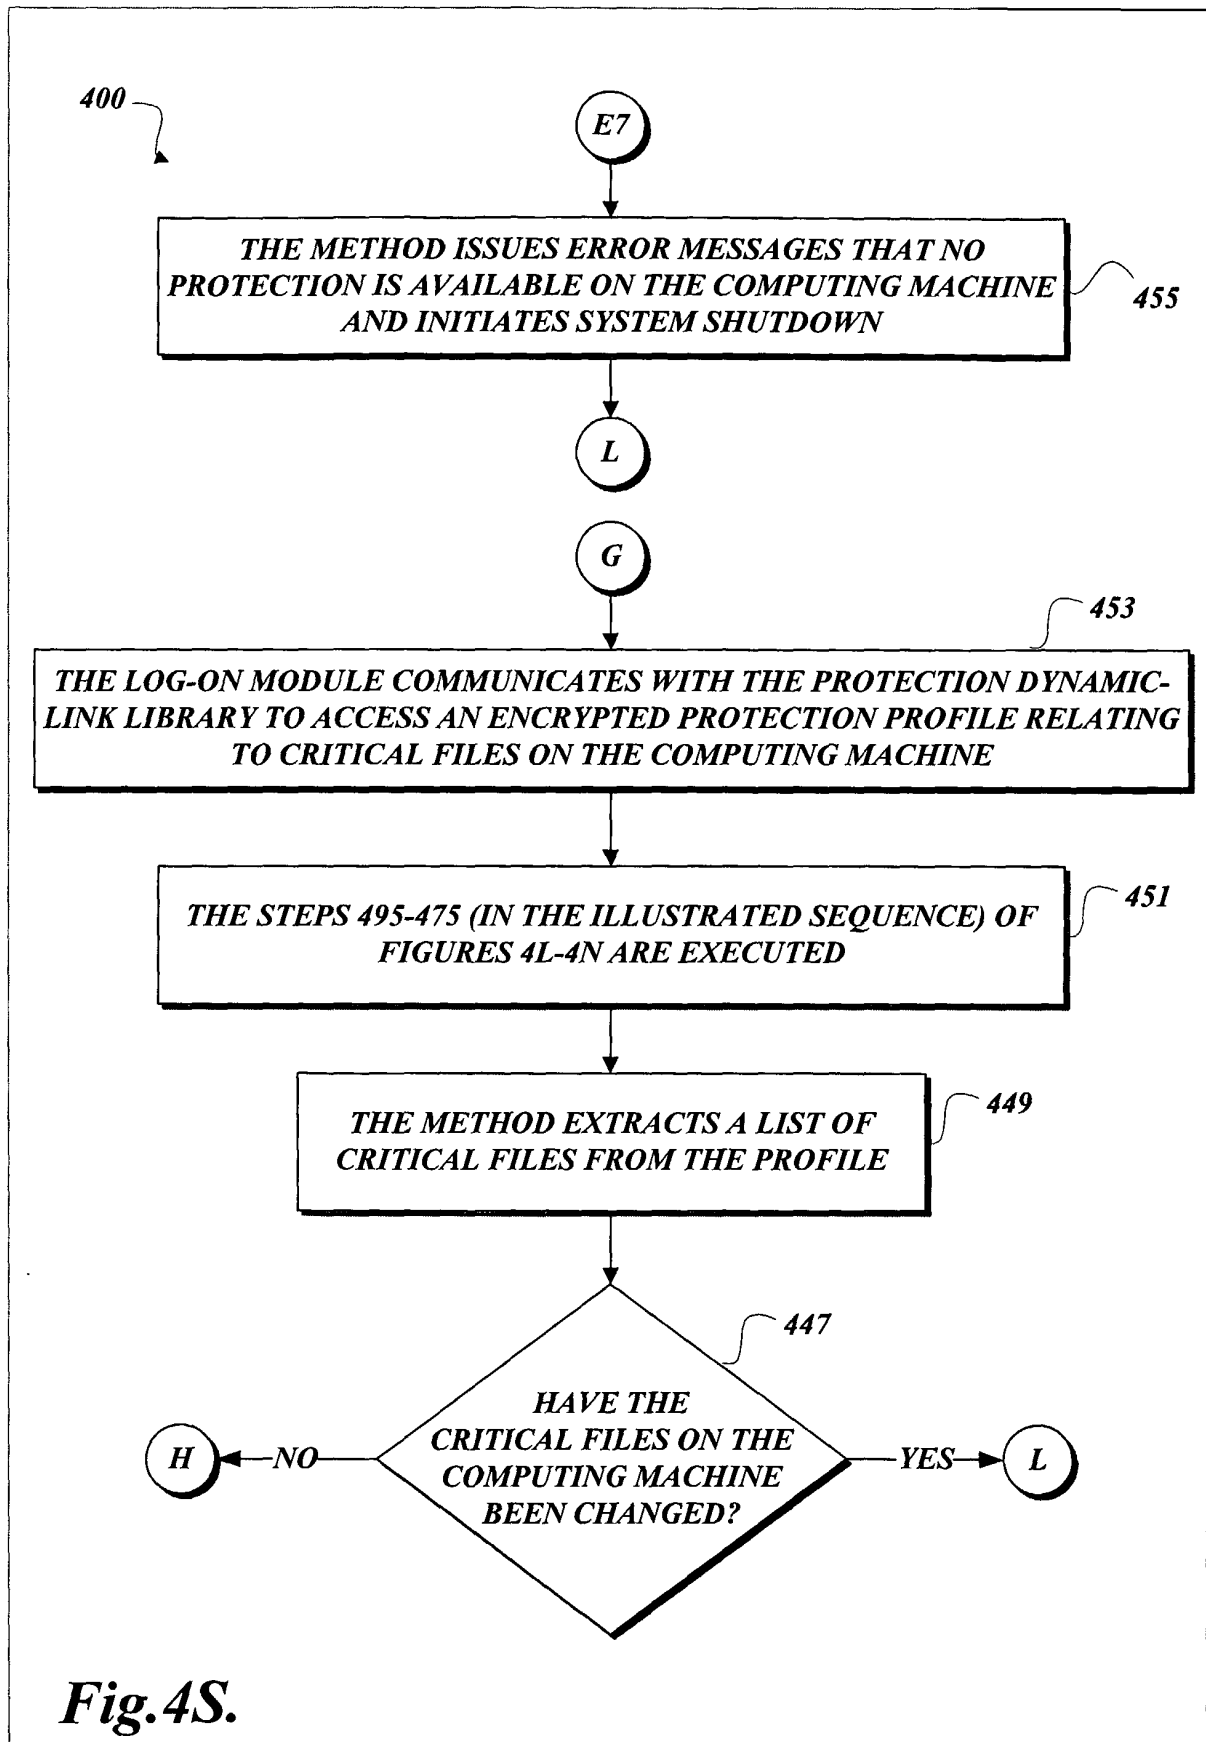 400
E7
THE METHOD ISSUES ERROR MESSAGES THAT NO
PROTECTION IS AVAILABLE ON THE COMPUTING MACHINE
AND INITIATES SYSTEM SHUTDOWN
455
L
G
453
THE LOG-ON MODULE COMMUNICATES WITH THE PROTECTION DYNAMIC-
LINK LIBRARY TO ACCESS AN ENCRYPTED PROTECTION PROFILE RELATING
TO CRITICAL FILES ON THE COMPUTING MACHINE
451
THE STEPS 495-475 (IN THE ILLUSTRATED SEQUENCE) OF
FIGURES 4L-4N ARE EXECUTED
449
THE METHOD EXTRACTS A LIST OF
CRITICAL FILES FROM THE PROFILE
447
HAVE THE
CRITICAL FILES ON THE
COMPUTING MACHINE
BEEN CHANGED?
H
NO
YES
L
Fig.4S.